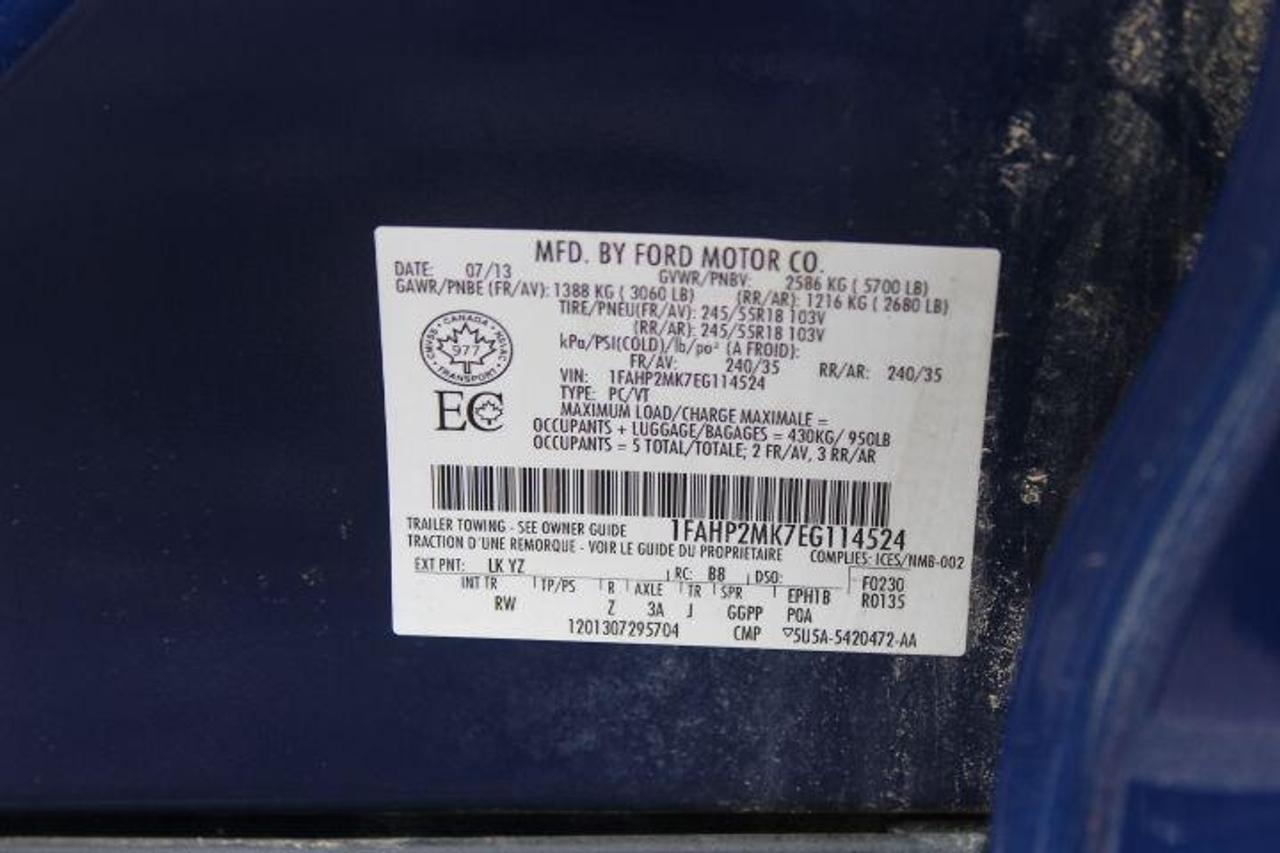 MFD. BY FORD MOTOR CO.
DATE: 07/13 GVWR/PNBV: 2586 KG ( 5700 LB)
GAWR/PNBE (FR/AV): 1388 KG ( 3060 LB) (RR/AR): 1216 KG ( 2680 LB)
TIRE/PNEU(FR/AV): 245/55R18 103V
(RR/AR): 245/55R18 103V
kPa/PSI(COLD)/lb/po² (A FROID):
FR/AV: 240/35 RR/AR: 240/35
VIN: 1FAHP2MK7EG114524
TYPE: PC/VT
MAXIMUM LOAD/CHARGE MAXIMALE =
OCCUPANTS + LUGGAGE/BAGAGES = 430KG/ 950LB
OCCUPANTS = 5 TOTAL/TOTALE; 2 FR/AV, 3 RR/AR
CANADA
CMVSS 977 NSVAC
TRANSPORT
EC
1FAHP2MK7EG114524
TRAILER TOWING - SEE OWNER GUIDE
TRACTION D'UNE REMORQUE - VOIR LE GUIDE DU PROPRIETAIRE
COMPLIES: ICES/NMB-002
EXT PNT: LK YZ RC: B8 DSO: F0230
INT TR TP/PS R AXLE TR SPR EPH1B R0135
RW Z 3A J GGPP P0A
1201307295704 CMP ▽5U5A-5420472-AA